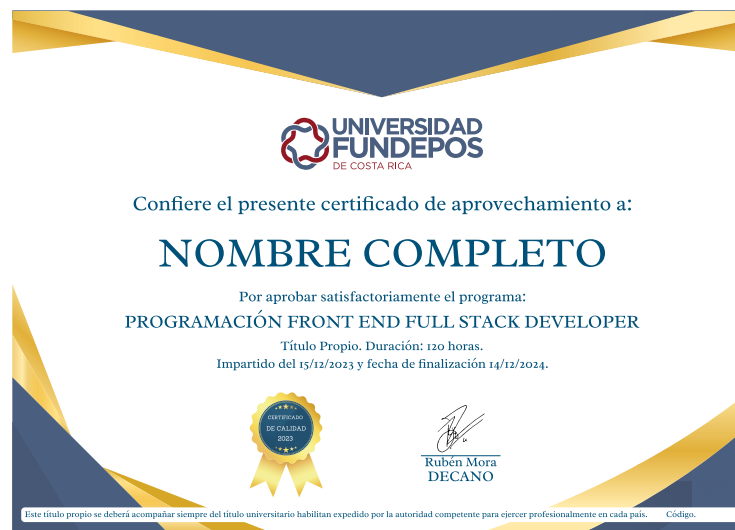 UNIVERSIDAD
FUNDEPOS
DE COSTA RICA
Confiere el presente certificado de aprovechamiento a:
NOMBRE COMPLETO
Por aprobar satisfactoriamente el programa:
PROGRAMACIÓN FRONT END FULL STACK DEVELOPER
Título Propio. Duración: 120 horas.
Impartido del 15/12/2023 y fecha de finalización 14/12/2024.
CERTIFICADO
DE CALIDAD
2023
Rubén Mora
DECANO
Este título propio se deberá acompañar siempre del título universitario habilitan expedido por la autoridad competente para ejercer profesionalmente en cada país. Código.